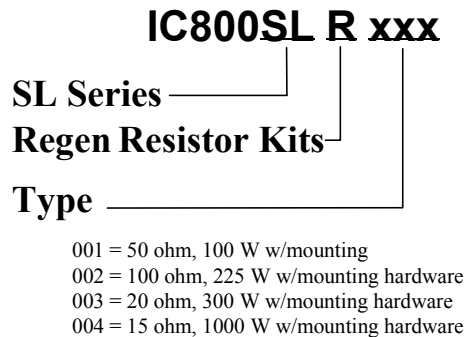 IC800SL R xxx
SL Series
Regen Resistor Kits
Type
001 = 50 ohm, 100 W w/mounting
002 = 100 ohm, 225 W w/mounting hardware
003 = 20 ohm, 300 W w/mounting hardware
004 = 15 ohm, 1000 W w/mounting hardware